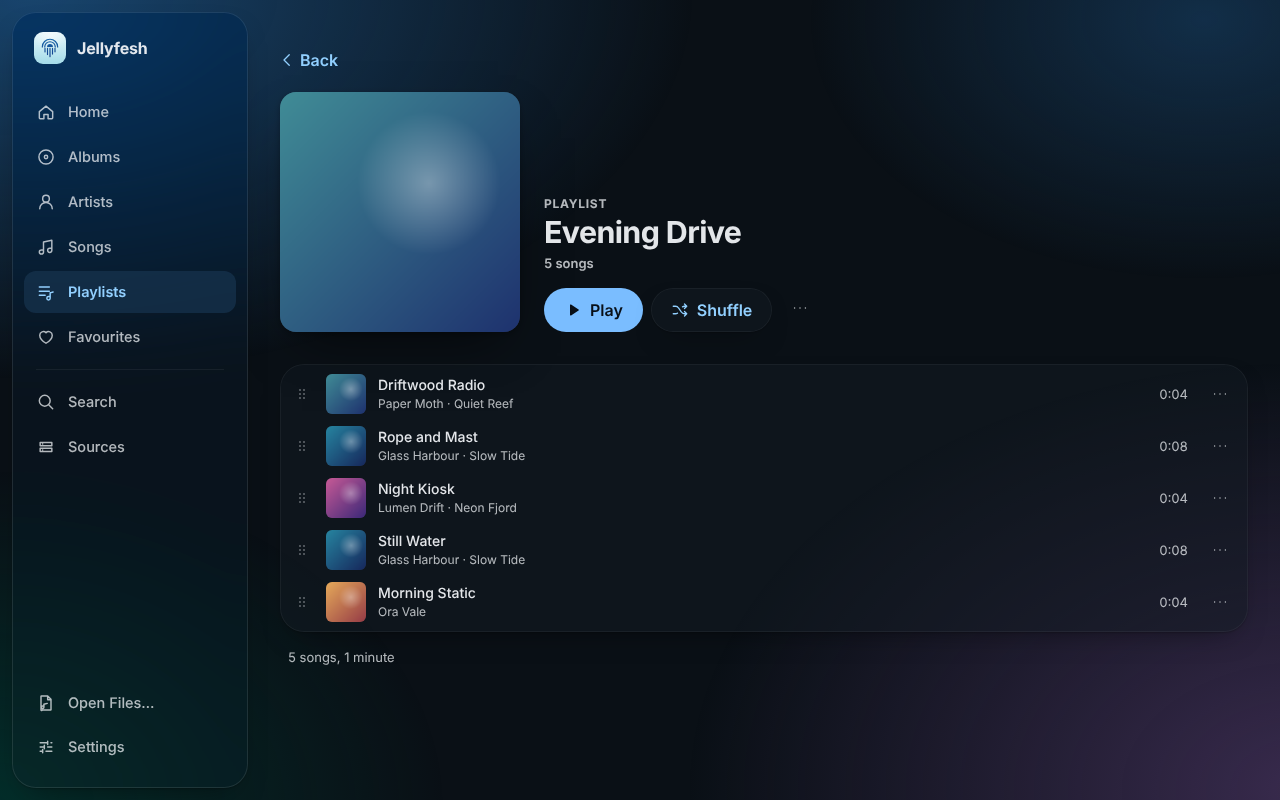 Jellyfesh
Home
Albums
Artists
Songs
Playlists
Favourites
Search
Sources
Open Files...
Settings
Back
PLAYLIST
Evening Drive
5 songs
Play
Shuffle
Driftwood Radio
Paper Moth · Quiet Reef
0:04
Rope and Mast
Glass Harbour · Slow Tide
0:08
Night Kiosk
Lumen Drift · Neon Fjord
0:04
Still Water
Glass Harbour · Slow Tide
0:08
Morning Static
Ora Vale
0:04
5 songs, 1 minute